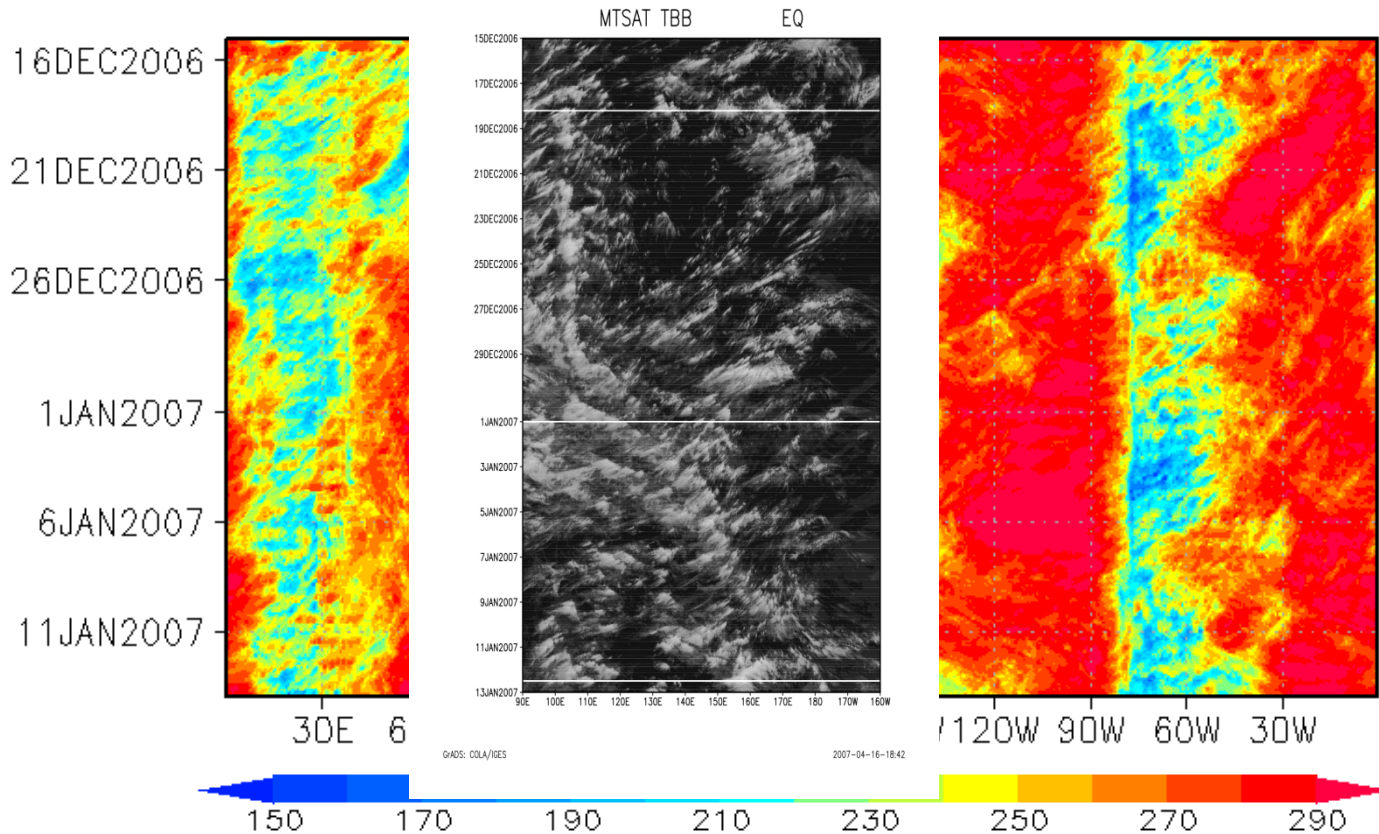 MTSAT TBB EQ
16DEC2006
21DEC2006
26DEC2006
1JAN2007
6JAN2007
11JAN2007
15DEC2006
17DEC2006
19DEC2006
21DEC2006
23DEC2006
25DEC2006
27DEC2006
29DEC2006
1JAN2007
3JAN2007
5JAN2007
7JAN2007
9JAN2007
11JAN2007
13JAN2007
90E 100E 110E 120E 130E 140E 150E 160E 170E 180 170W 160W
30E 6
120W 90W 60W 30W
GrADS: COLA/IGES 2007-04-16-18:42
150 170 190 210 230 250 270 290